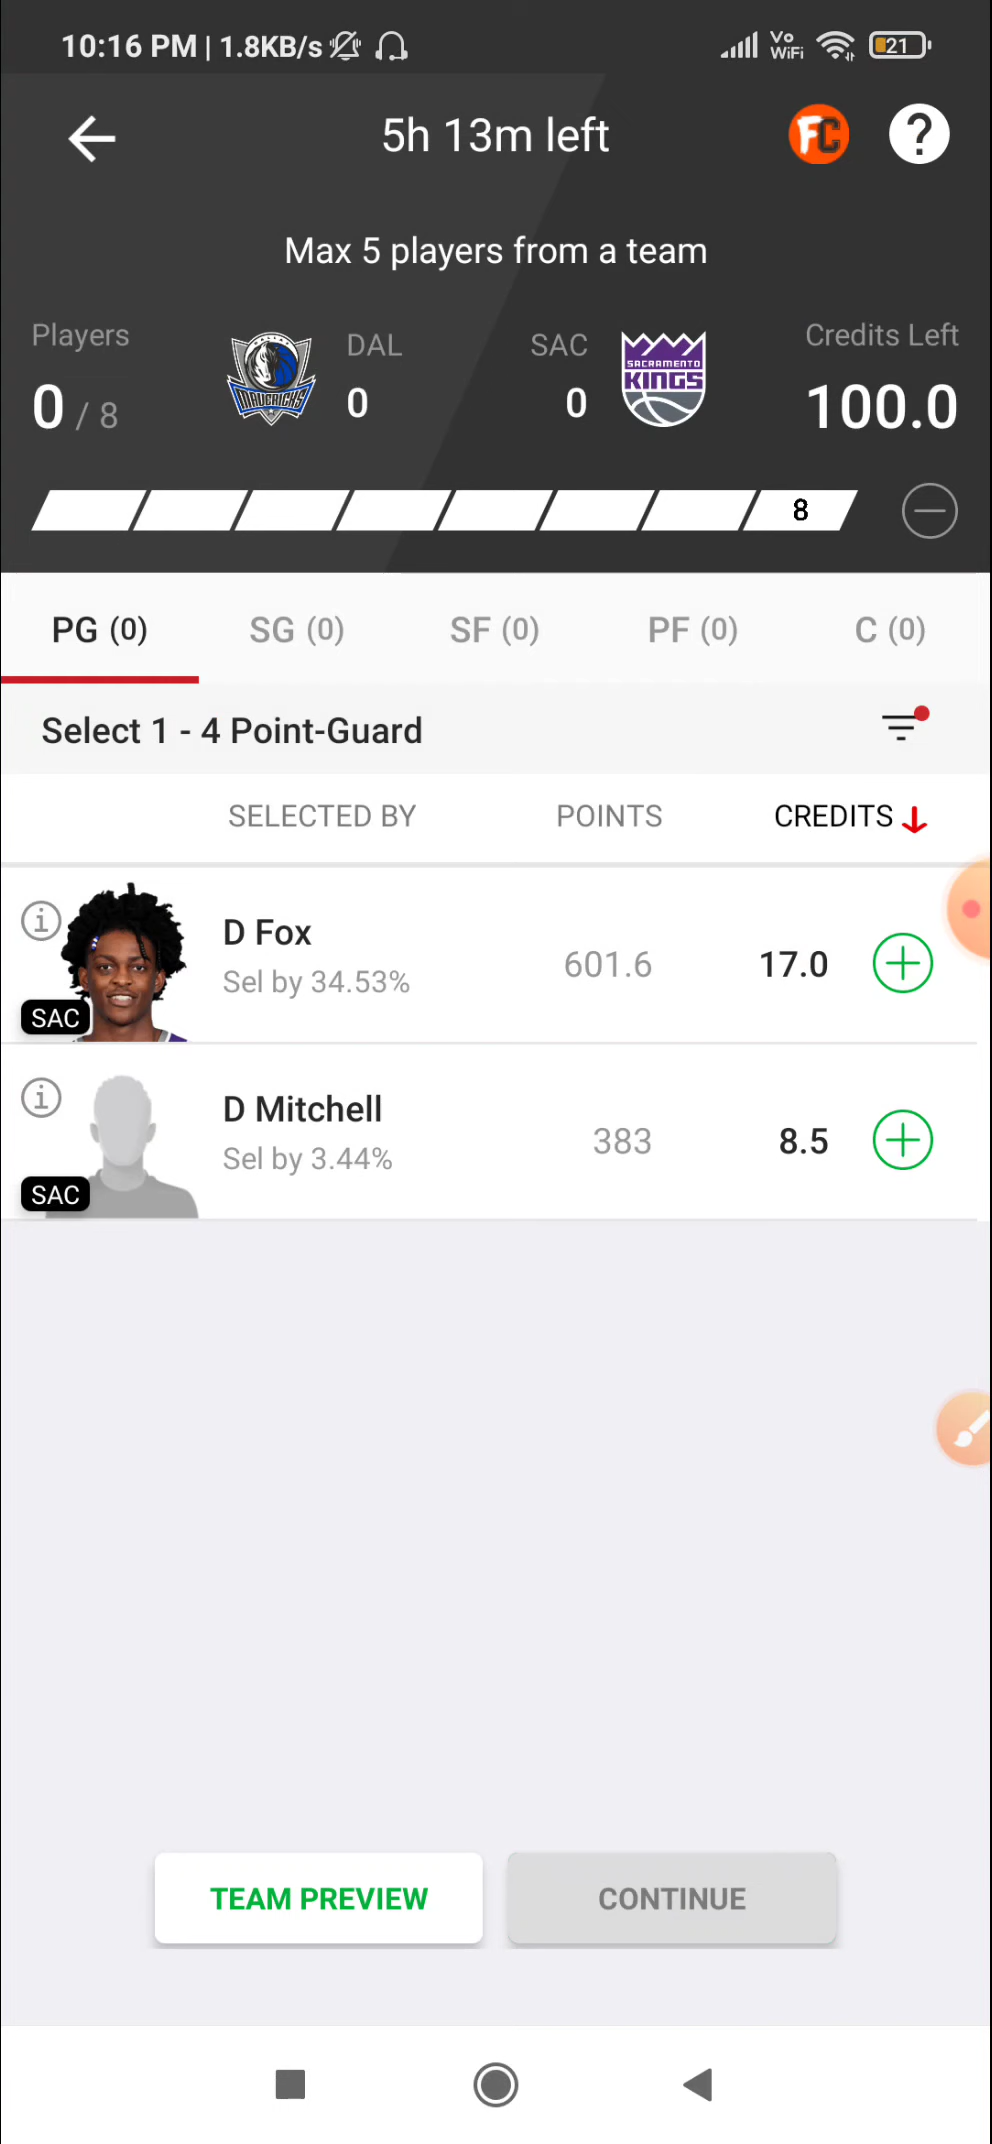 10:16 PM | 1.8KB/s Vo WiFi 21
5h 13m left FC ?
Max 5 players from a team
Players DAL SAC Credits Left
0 / 8 MAVERICKS 0 0 SACRAMENTO KINGS 100.0
8
PG (0) SG (0) SF (0) PF (0) C (0)
Select 1 - 4 Point-Guard
SELECTED BY POINTS CREDITS
D Fox
Sel by 34.53% 601.6 17.0
SAC
D Mitchell
Sel by 3.44% 383 8.5
SAC
TEAM PREVIEW CONTINUE